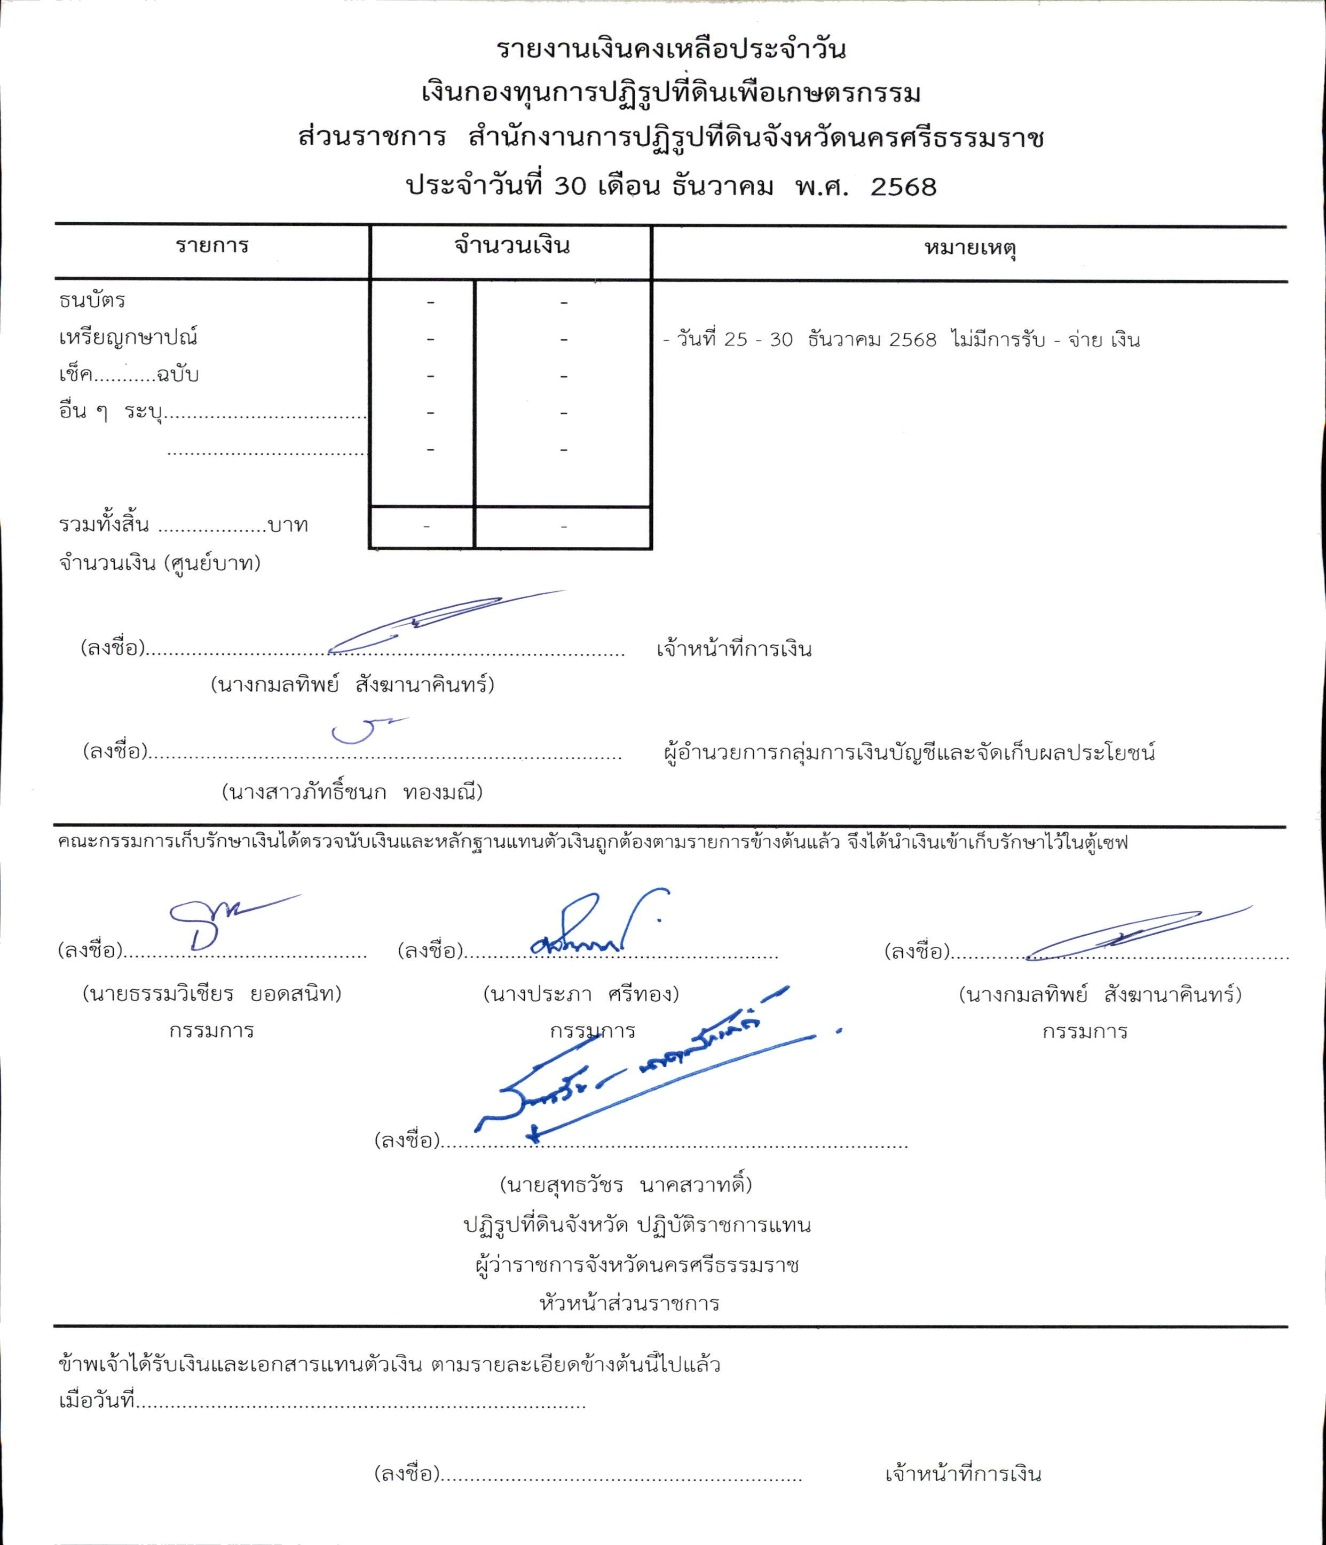 รายงานเงินคงเหลือประจำวัน
เงินกองทุนการปฏิรูปที่ดินเพื่อเกษตรกรรม
ส่วนราชการ สำนักงานการปฏิรูปที่ดินจังหวัดนครศรีธรรมราช
ประจำวันที่ 30 เดือน ธันวาคม พ.ศ. 2568
รายการ จำนวนเงิน หมายเหตุ
ธนบัตร - -
เหรียญกษาปณ์ - - - วันที่ 25 - 30 ธันวาคม 2568 ไม่มีการรับ - จ่าย เงิน
เช็ค...........ฉบับ - -
อื่น ๆ ระบุ................................... - -
................................... - -
รวมทั้งสิ้น ...................บาท - -
จำนวนเงิน (ศูนย์บาท)
(ลงชื่อ)................................................................................... เจ้าหน้าที่การเงิน
(นางกมลทิพย์ สังฆานาคินทร์)
(ลงชื่อ).................................................................................. ผู้อำนวยการกลุ่มการเงินบัญชีและจัดเก็บผลประโยชน์
(นางสาวภัทธิ์ชนก ทองมณี)
คณะกรรมการเก็บรักษาเงินได้ตรวจนับเงินและหลักฐานแทนตัวเงินถูกต้องตามรายการข้างต้นแล้ว จึงได้นำเงินเข้าเก็บรักษาไว้ในตู้เซฟ
(ลงชื่อ).......................................... (ลงชื่อ)...................................................... (ลงชื่อ)..........................................................
(นายธรรมวิเชียร ยอดสนิท) (นางประภา ศรีทอง) (นางกมลทิพย์ สังฆานาคินทร์)
กรรมการ กรรมการ กรรมการ
(ลงชื่อ)................................................................................
(นายสุทธวัชร นาคสวาทดิ์)
ปฏิรูปที่ดินจังหวัด ปฏิบัติราชการแทน
ผู้ว่าราชการจังหวัดนครศรีธรรมราช
หัวหน้าส่วนราชการ
ข้าพเจ้าได้รับเงินและเอกสารแทนตัวเงิน ตามรายละเอียดข้างต้นนี้ไปแล้ว
เมื่อวันที่.............................................................................
(ลงชื่อ).............................................................. เจ้าหน้าที่การเงิน